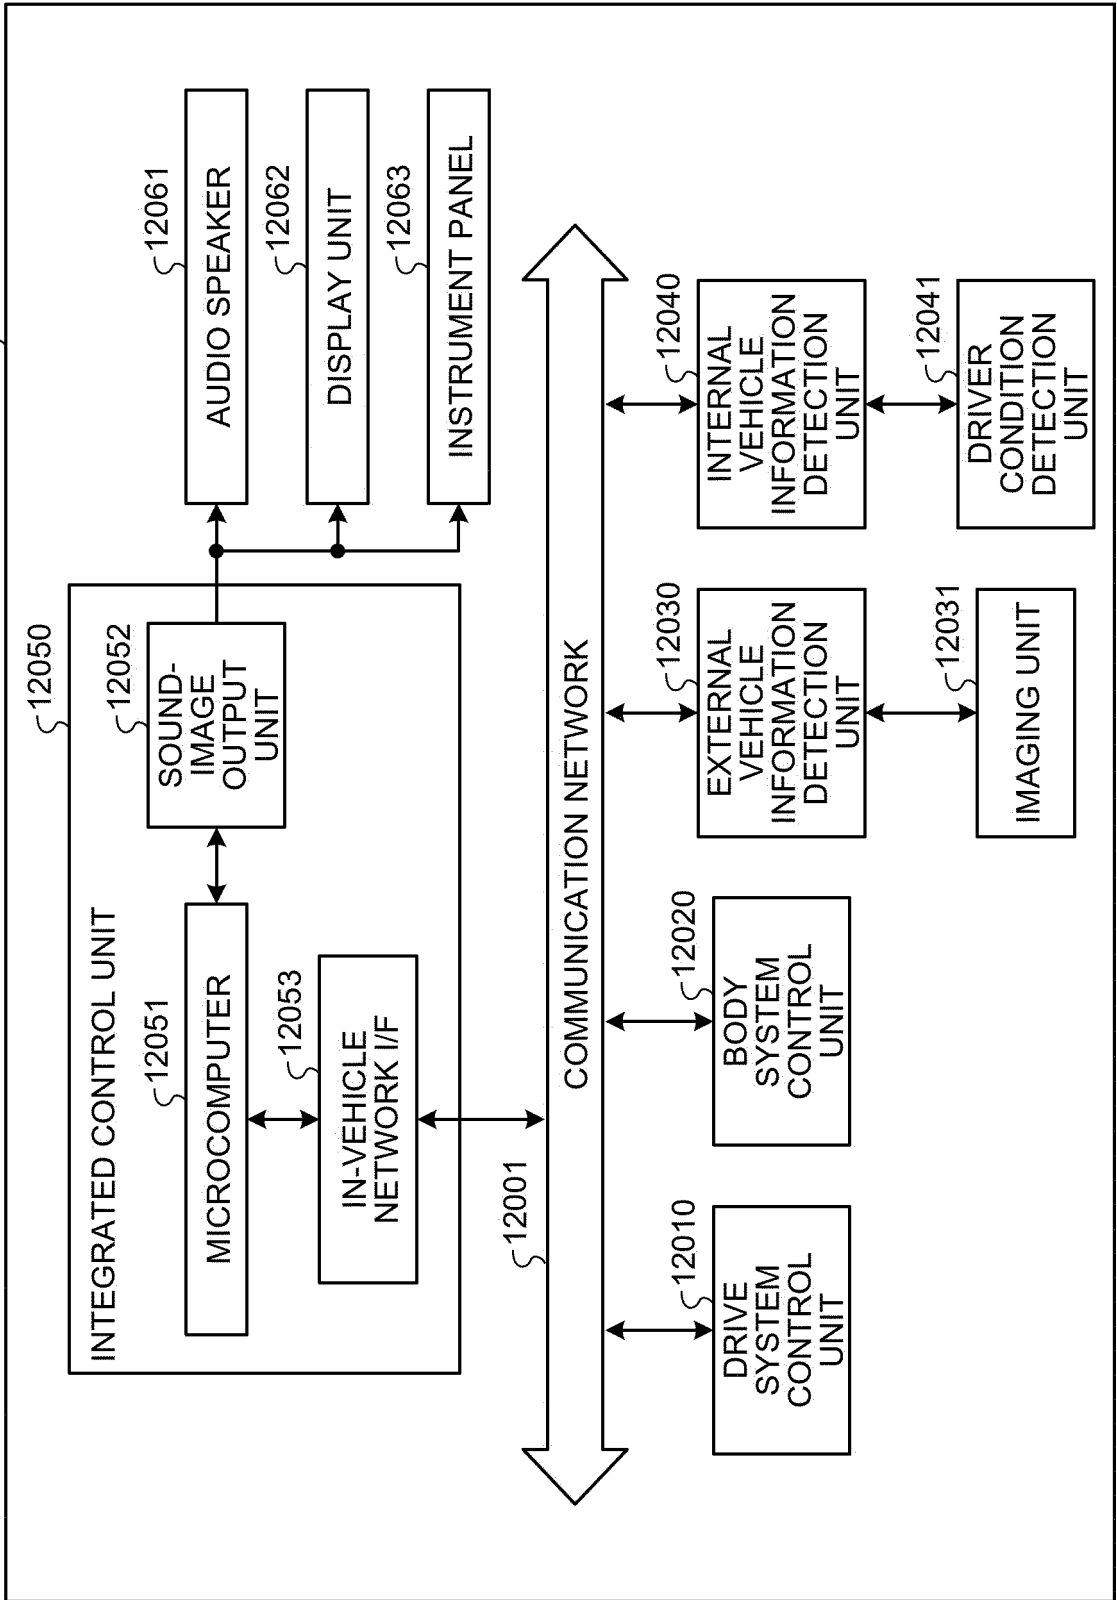 12050
INTEGRATED CONTROL UNIT
12051
MICROCOMPUTER
12052
SOUND-
IMAGE
OUTPUT
UNIT
12053
IN-VEHICLE
NETWORK I/F
12061
AUDIO SPEAKER
12062
DISPLAY UNIT
12063
INSTRUMENT PANEL
12001
COMMUNICATION NETWORK
12010
DRIVE
SYSTEM
CONTROL
UNIT
12020
BODY
SYSTEM
CONTROL
UNIT
12030
EXTERNAL
VEHICLE
INFORMATION
DETECTION
UNIT
12040
INTERNAL
VEHICLE
INFORMATION
DETECTION
UNIT
12031
IMAGING UNIT
12041
DRIVER
CONDITION
DETECTION
UNIT